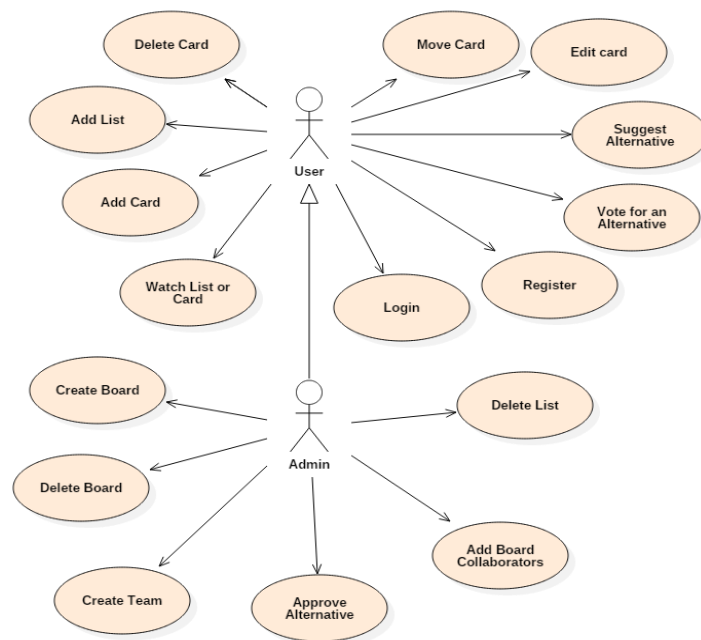 Delete Card
Move Card
Edit card
Add List
Suggest
Alternative
User
Add Card
Vote for an
Alternative
Watch List or
Card
Register
Login
Create Board
Delete List
Admin
Delete Board
Add Board
Collaborators
Create Team
Approve
Alternative